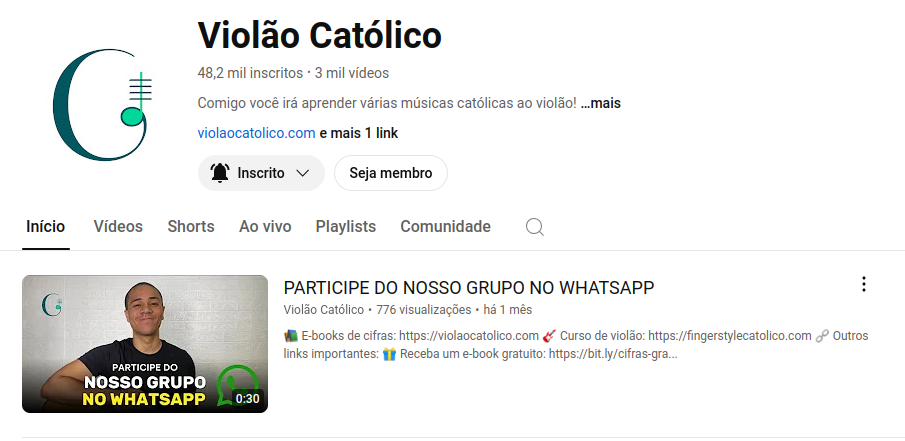 Violão Católico
48,2 mil inscritos • 3 mil vídeos
Comigo você irá aprender várias músicas católicas ao violão! ...mais
violaocatolico.com e mais 1 link
Inscrito
Seja membro
Início Vídeos Shorts Ao vivo Playlists Comunidade
PARTICIPE DO
NOSSO GRUPO
NO WHATSAPP
0:30
PARTICIPE DO NOSSO GRUPO NO WHATSAPP
Violão Católico • 776 visualizações • há 1 mês
📚 E-books de cifras: https://violaocatolico.com 🎸 Curso de violão: https://fingerstylecatolico.com 🔗 Outros
links importantes: 🎁 Receba um e-book gratuito: https://bit.ly/cifras-gra...